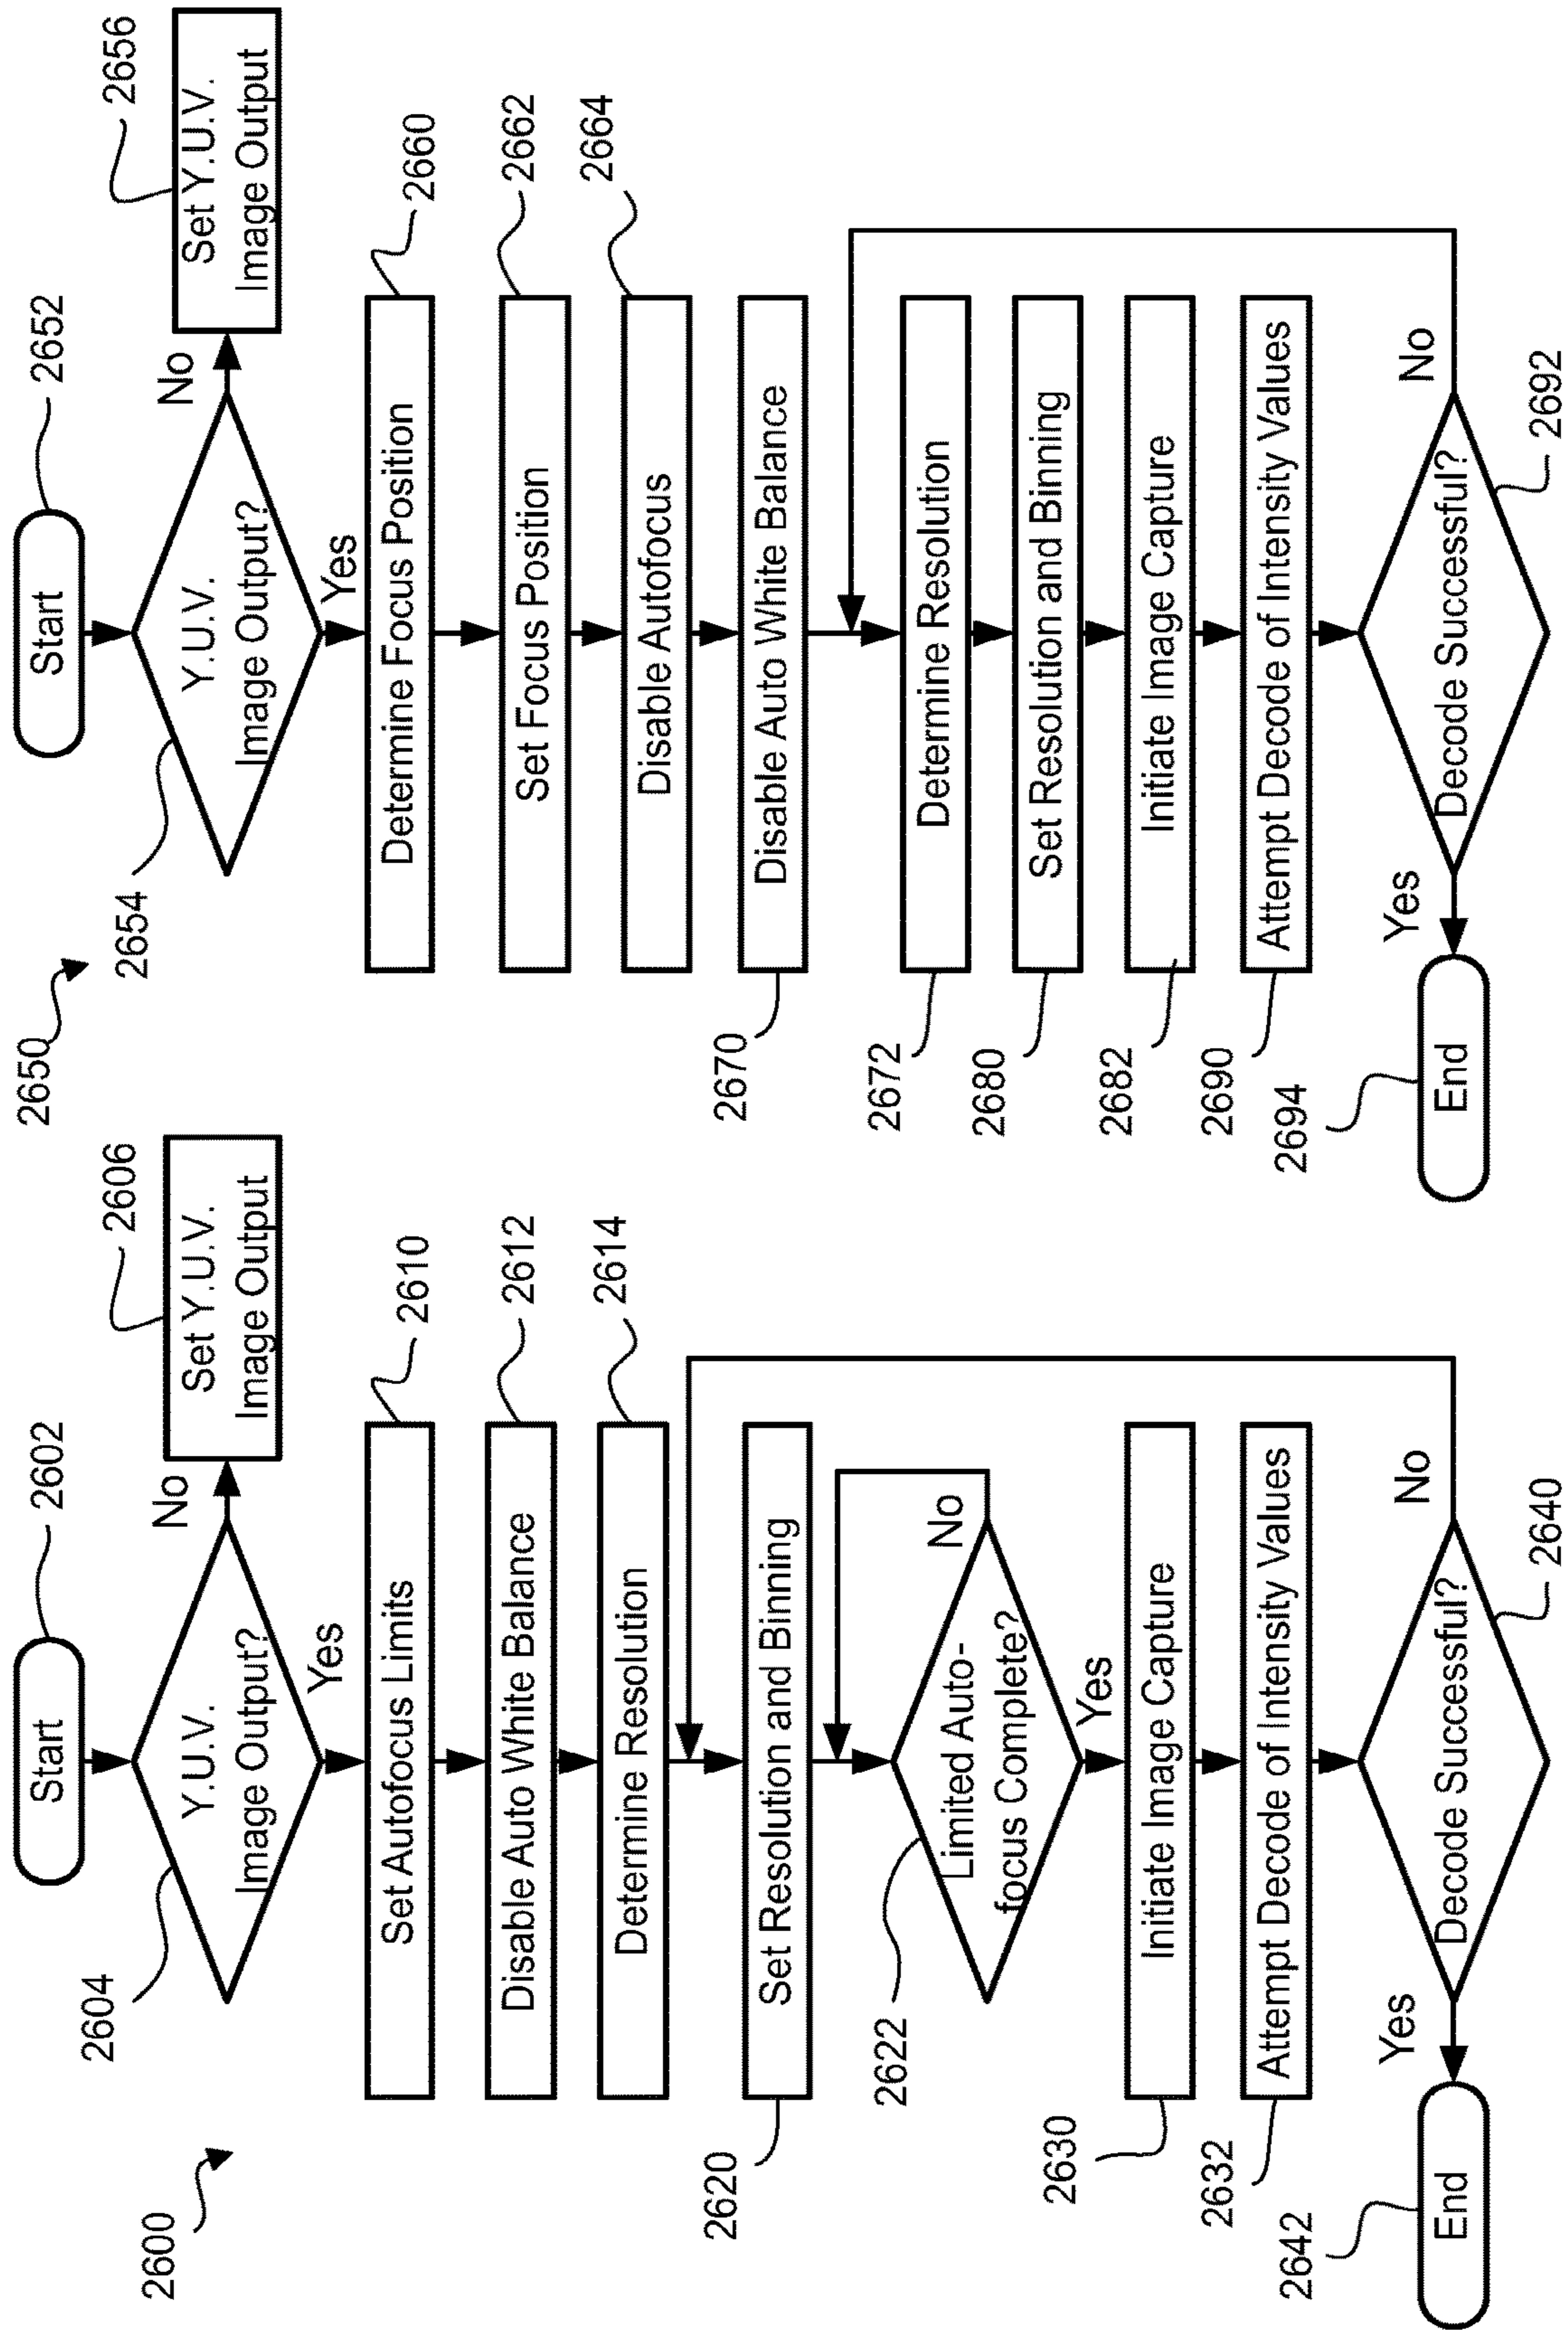 2600
Start
2602
Y.U.V.
Image Output?
2604
No
Set Y.U.V.
Image Output
2606
Yes
Set Autofocus Limits
2610
Disable Auto White Balance
2612
Determine Resolution
2614
Set Resolution and Binning
2620
Limited Auto-
focus Complete?
2622
No
Yes
Initiate Image Capture
2630
Attempt Decode of Intensity Values
2632
Decode Successful?
2640
No
Yes
End
2642
2650
Start
2652
Y.U.V.
Image Output?
2654
No
Set Y.U.V.
Image Output
2656
Yes
Determine Focus Position
2660
Set Focus Position
2662
Disable Autofocus
2664
Disable Auto White Balance
2670
Determine Resolution
2672
Set Resolution and Binning
2680
Initiate Image Capture
2682
Attempt Decode of Intensity Values
2690
Decode Successful?
2692
No
Yes
End
2694